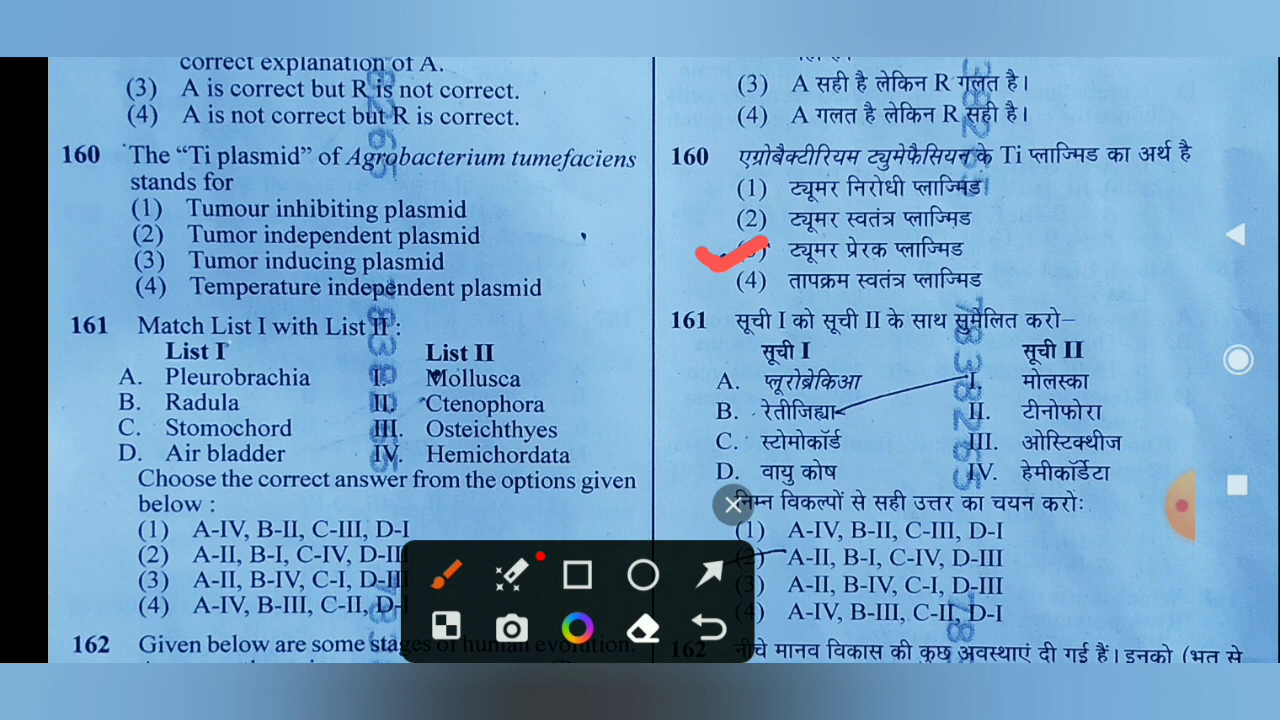 correct explanation of A.
(3) A is correct but R is not correct.
(4) A is not correct but R is correct.
160 The “Ti plasmid” of Agrobacterium tumefaciens
stands for
(1) Tumour inhibiting plasmid
(2) Tumor independent plasmid
(3) Tumor inducing plasmid
(4) Temperature independent plasmid
161 Match List I with List II :
List I List II
A. Pleurobrachia I. Mollusca
B. Radula II. Ctenophora
C. Stomochord III. Osteichthyes
D. Air bladder IV. Hemichordata
Choose the correct answer from the options given
below :
(1) A-IV, B-II, C-III, D-I
(2) A-II, B-I, C-IV, D-III
(3) A-II, B-IV, C-I, D-III
(4) A-IV, B-III, C-II, D-I
162 Given below are some stages of human evolution.
(3) A सही है लेकिन R गलत है।
(4) A गलत है लेकिन R सही है।
160 एग्रोबैक्टीरियम ट्युमेफैसियन के Ti प्लाज्मिड का अर्थ है
(1) ट्यूमर निरोधी प्लाज्मिड
(2) ट्यूमर स्वतंत्र प्लाज्मिड
(3) ट्यूमर प्रेरक प्लाज्मिड
(4) तापक्रम स्वतंत्र प्लाज्मिड
161 सूची I को सूची II के साथ सुमेलित करो–
सूची I सूची II
A. प्लूरोब्रेकिआ I. मोलस्का
B. रेतीजिह्वा II. टीनोफोरा
C. स्टोमोकॉर्ड III. ओस्टिक्थीज
D. वायु कोष IV. हेमीकॉर्डेटा
निम्न विकल्पों से सही उत्तर का चयन करोः
(1) A-IV, B-II, C-III, D-I
(2) A-II, B-I, C-IV, D-III
(3) A-II, B-IV, C-I, D-III
(4) A-IV, B-III, C-II, D-I
162 नीचे मानव विकास की कुछ अवस्थाएं दी गई हैं। इनको (भूत से